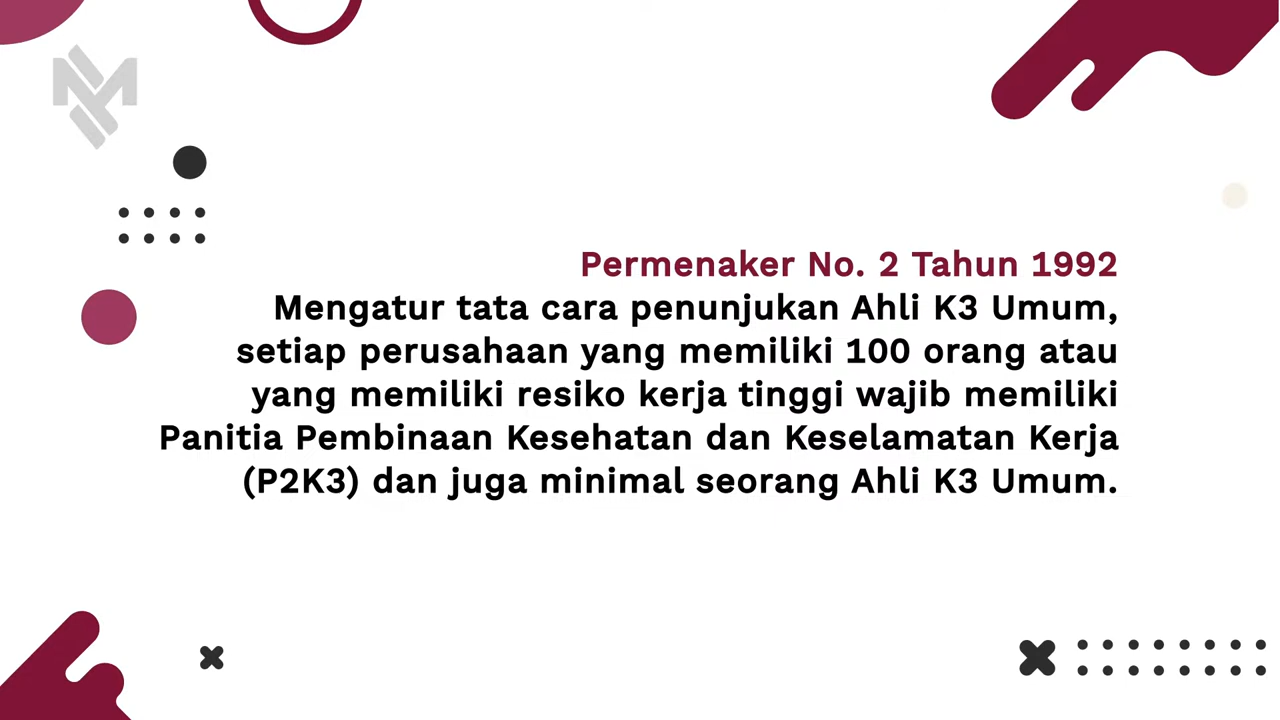 Permenaker No. 2 Tahun 1992
Mengatur tata cara penunjukan Ahli K3 Umum,
setiap perusahaan yang memiliki 100 orang atau
yang memiliki resiko kerja tinggi wajib memiliki
Panitia Pembinaan Kesehatan dan Keselamatan Kerja
(P2K3) dan juga minimal seorang Ahli K3 Umum.